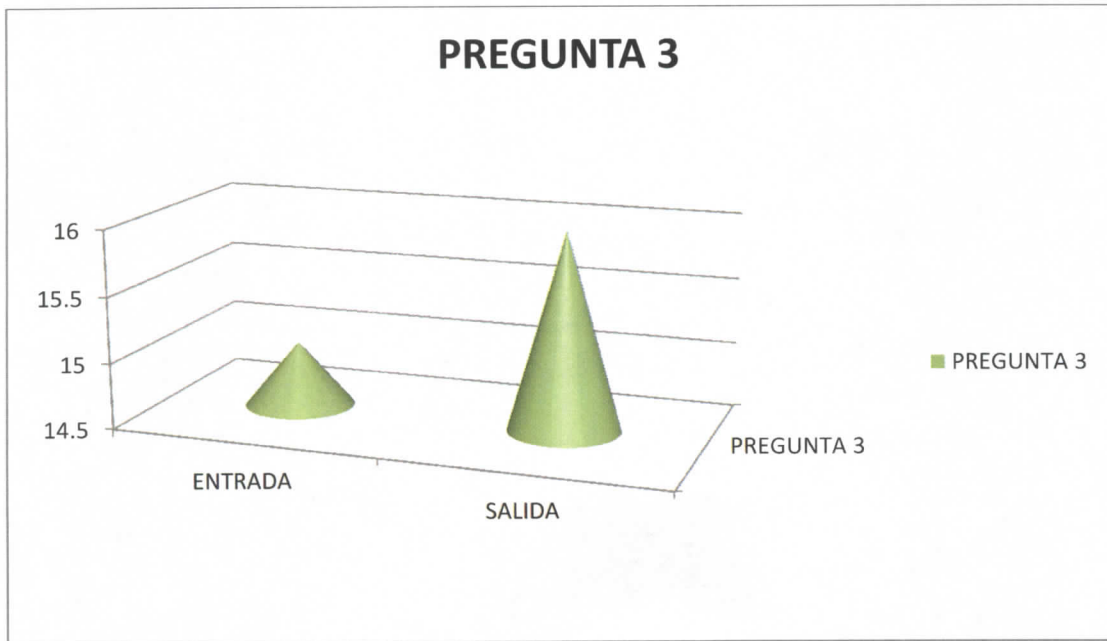 PREGUNTA 3
16
15.5
15
14.5
ENTRADA
SALIDA
PREGUNTA 3
PREGUNTA 3